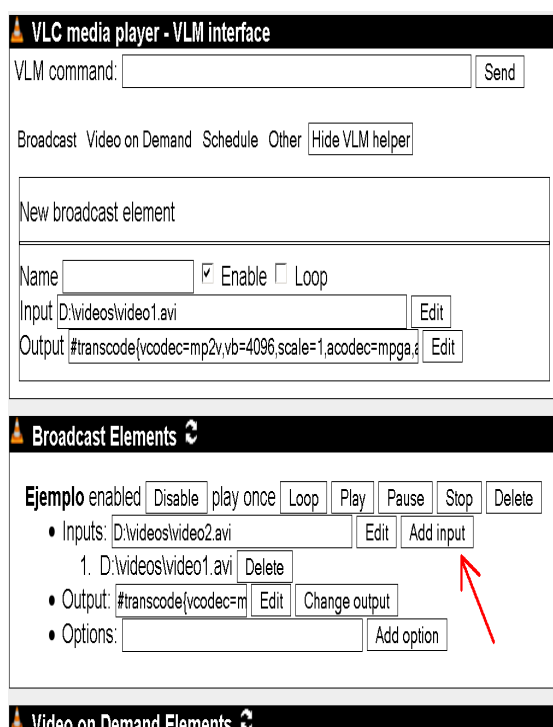 VLC media player - VLM interface
VLM command: Send
Broadcast Video on Demand Schedule Other Hide VLM helper
New broadcast element
Name Enable Loop
Input D:\videos\video1.avi Edit
Output #transcode{vcodec=mp2v,vb=4096,scale=1,acodec=mpga,a Edit
Broadcast Elements
Ejemplo enabled Disable play once Loop Play Pause Stop Delete
• Inputs: D:\videos\video2.avi Edit Add input
1. D:\videos\video1.avi Delete
• Output: #transcode{vcodec=m Edit Change output
• Options: Add option
Video on Demand Elements